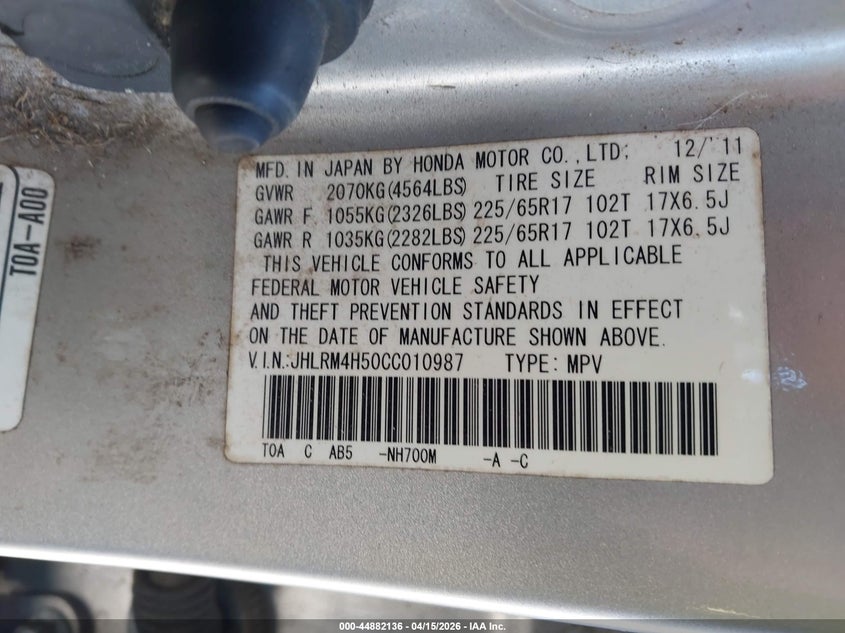 MFD. IN JAPAN BY HONDA MOTOR CO., LTD. 12/'11
GVWR 2070KG(4564LBS) TIRE SIZE RIM SIZE
GAWR F 1055KG(2326LBS) 225/65R17 102T 17X6.5J
GAWR R 1035KG(2282LBS) 225/65R17 102T 17X6.5J
THIS VEHICLE CONFORMS TO ALL APPLICABLE
FEDERAL MOTOR VEHICLE SAFETY
AND THEFT PREVENTION STANDARDS IN EFFECT
ON THE DATE OF MANUFACTURE SHOWN ABOVE.
V.I.N.:JHLRM4H50CC010987 TYPE: MPV
T0A C AB5 -NH700M -A -C
T0A-A00
000-44882136 - 04/15/2026 - IAA Inc.